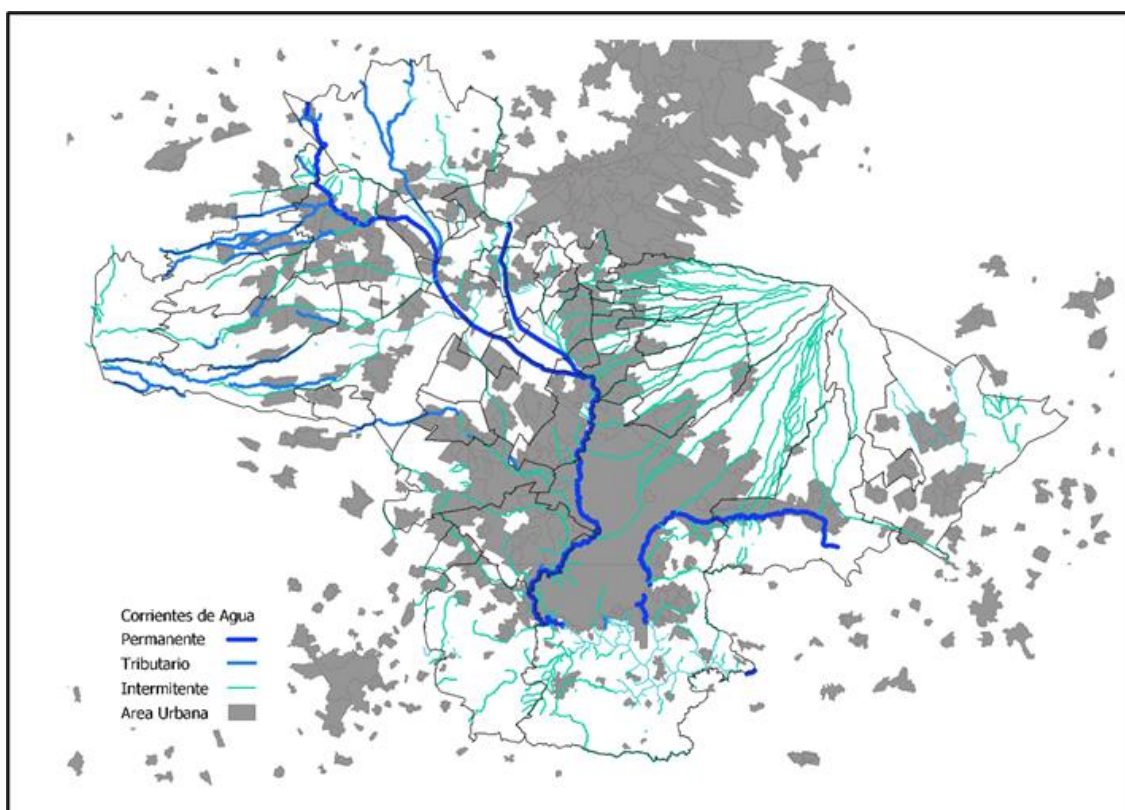 Corrientes de Agua
Permanente
Tributario
Intermitente
Area Urbana